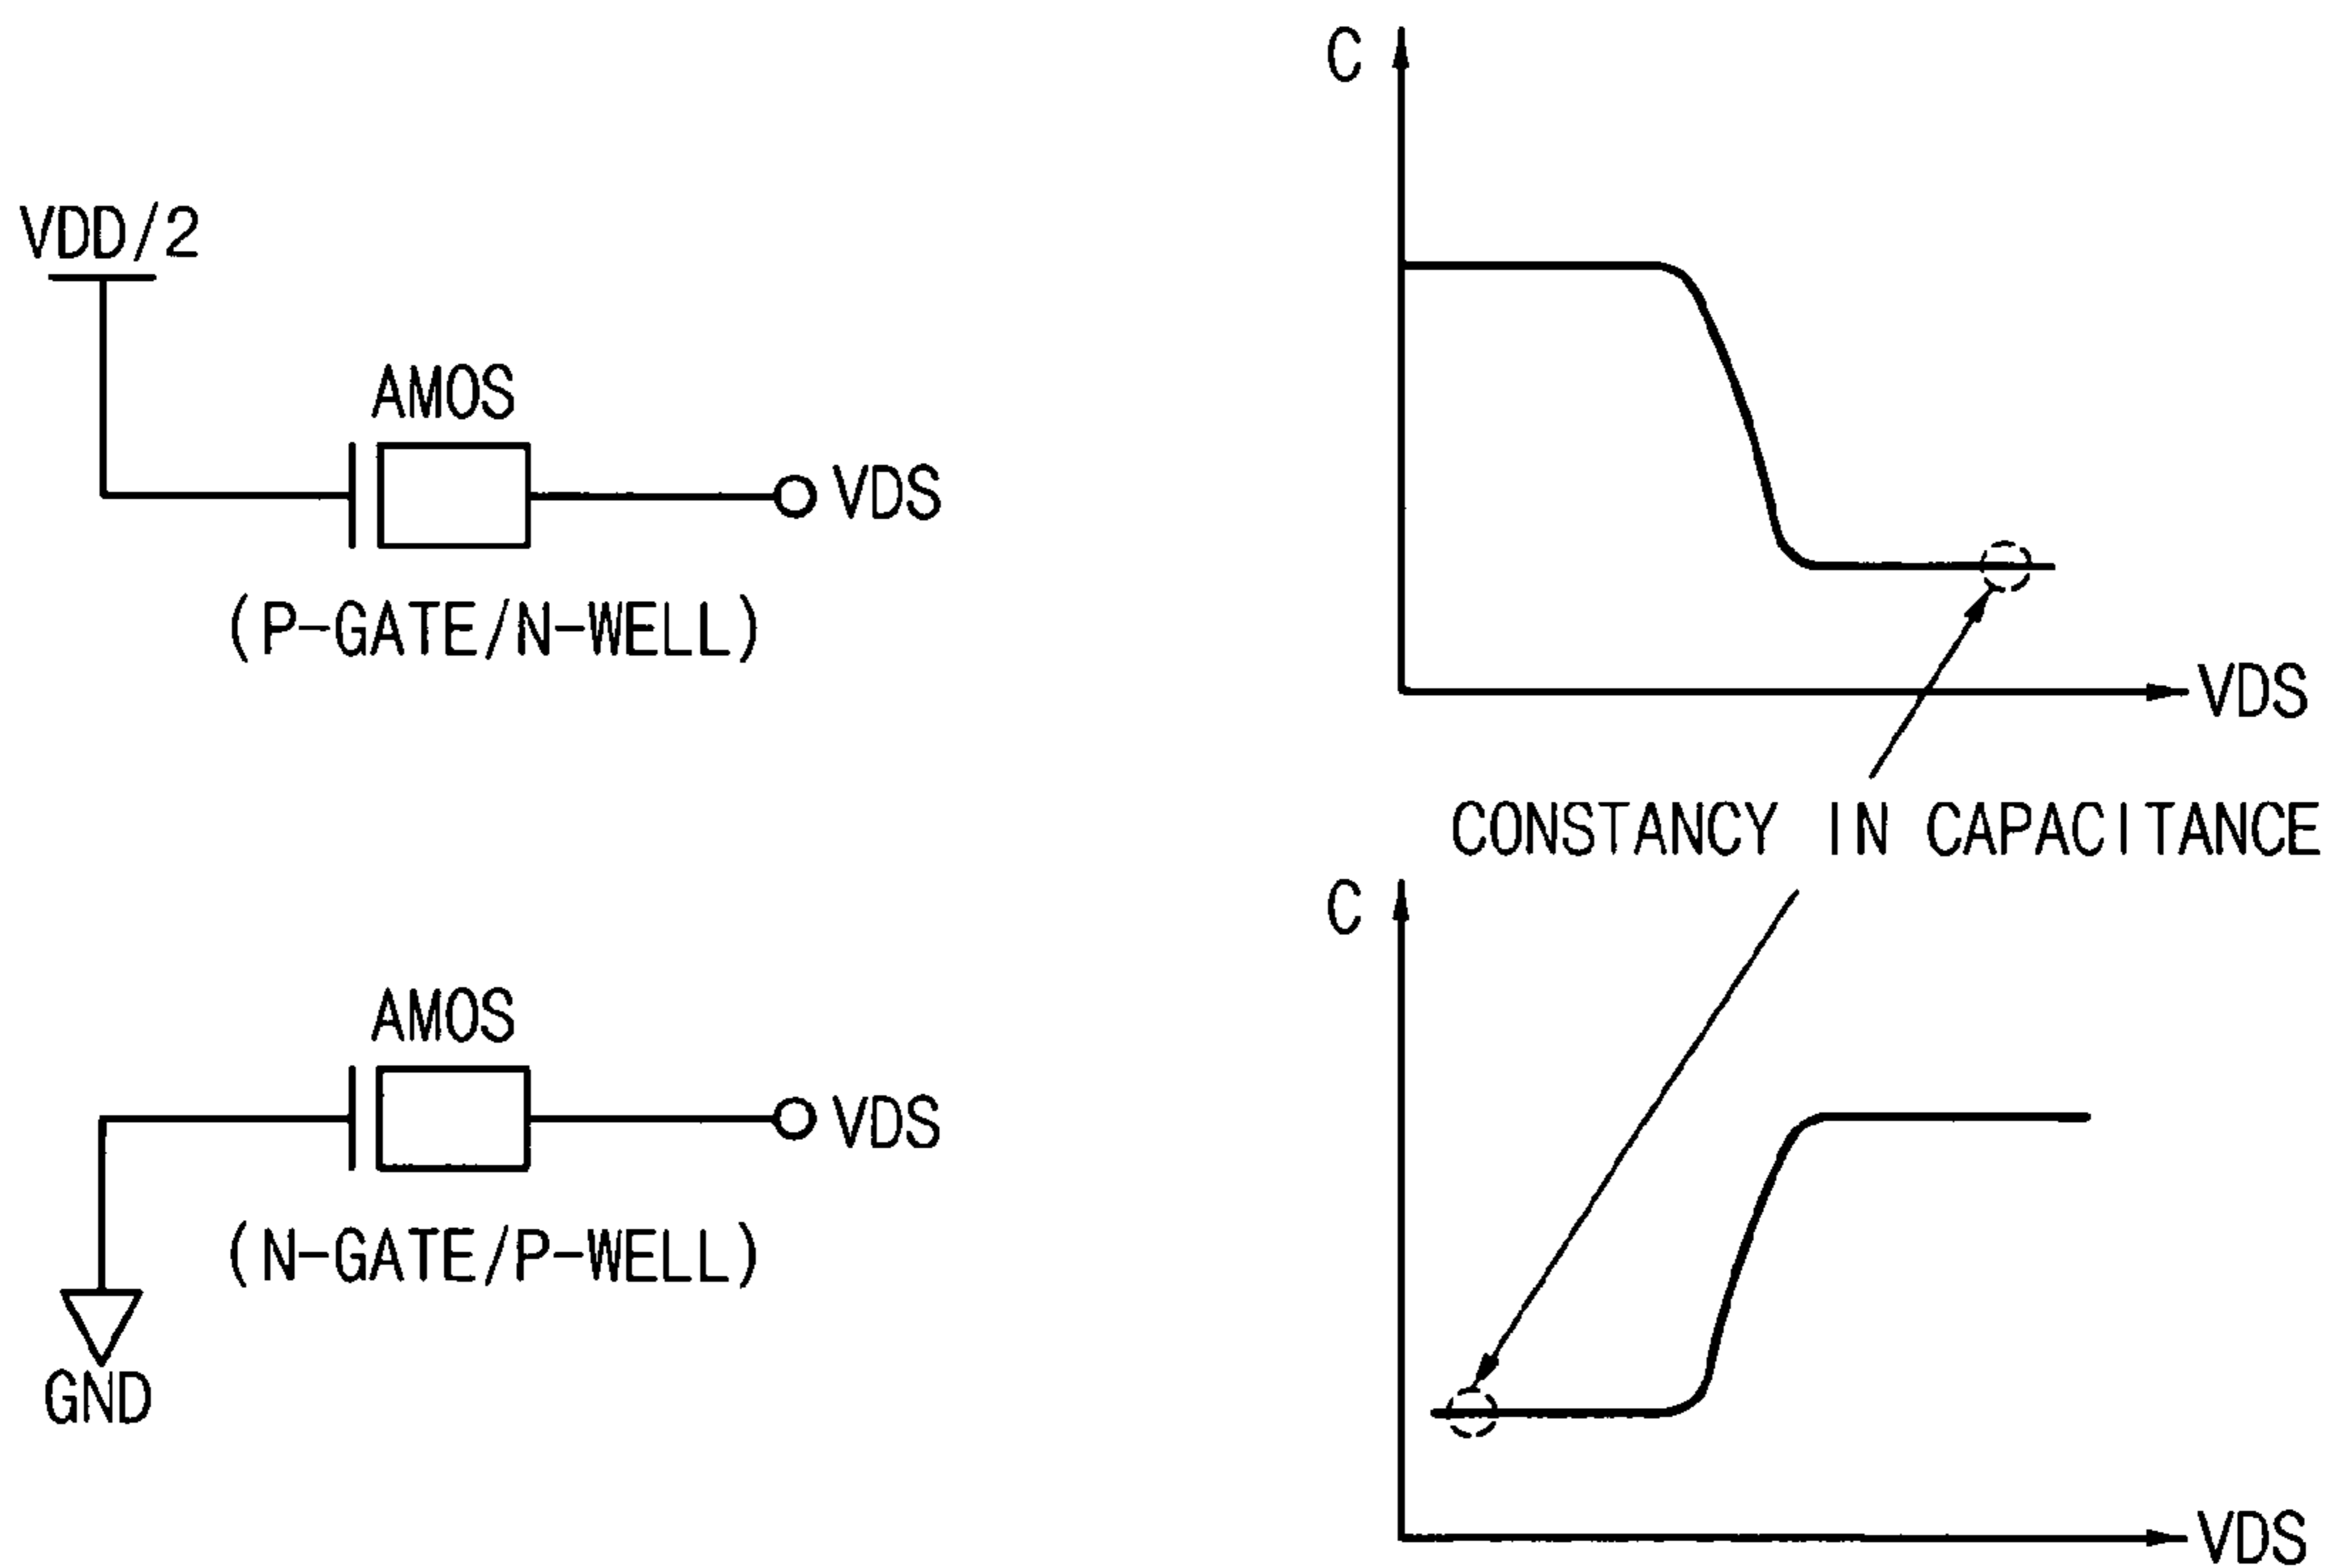 C
VDD/2
AMOS
VDS
(P-GATE/N-WELL)
VDS
CONSTANCY IN CAPACITANCE
C
AMOS
VDS
(N-GATE/P-WELL)
GND
VDS